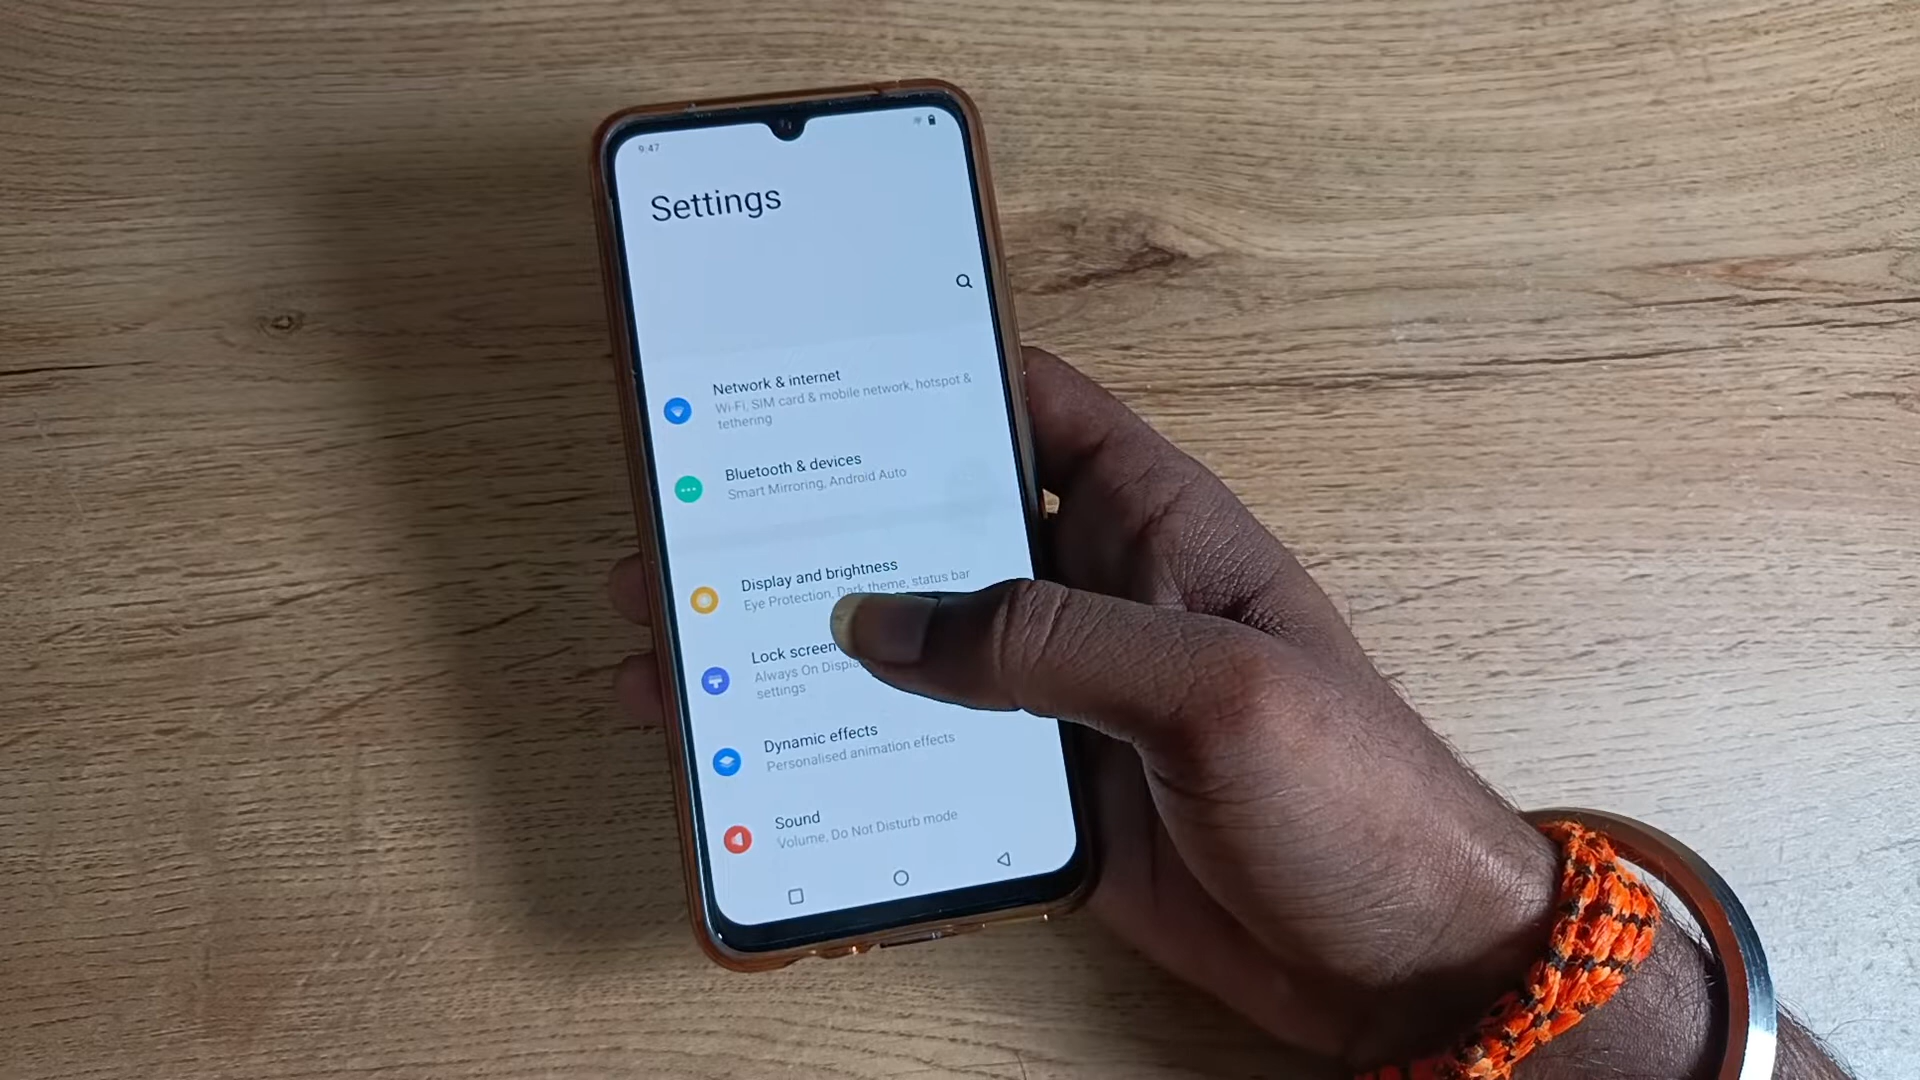 9:47
Settings
Network & internet
Wi-Fi, SIM card & mobile network, hotspot &
tethering
Bluetooth & devices
Smart Mirroring, Android Auto
Display and brightness
Eye Protection, Dark theme, status bar
Lock screen
Always On
settings
Dynamic effects
Personalised animation effects
Sound
Volume, Do Not Disturb mode